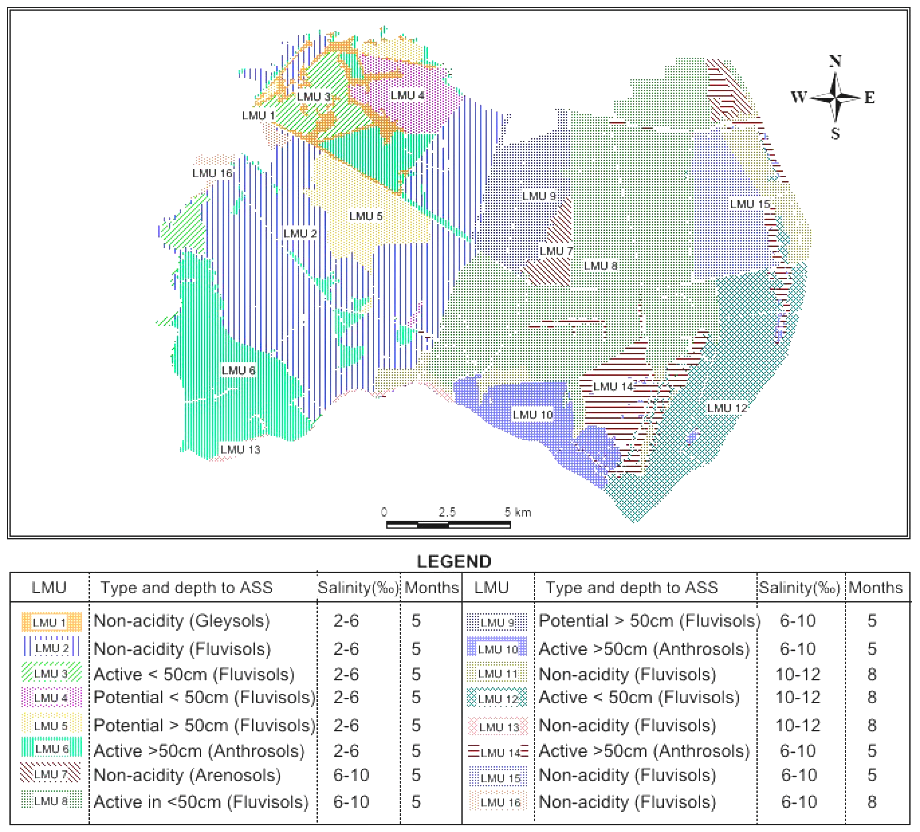 N
W E
S
LMU 3
LMU 4
LMU 1
LMU 16
LMU 9
LMU 15
LMU 5
LMU 2
LMU 7
LMU 8
LMU 6
LMU 14
LMU 10
LMU 12
LMU 13
0 2.5 5 km
LEGEND
LMU Type and depth to ASS Salinity(‰) Months LMU Type and depth to ASS Salinity(‰) Months
LMU 1 Non-acidity (Gleysols) 2-6 5 LMU 9 Potential > 50cm (Fluvisols) 6-10 5
LMU 2 Non-acidity (Fluvisols) 2-6 5 LMU 10 Active >50cm (Anthrosols) 6-10 5
LMU 3 Active < 50cm (Fluvisols) 2-6 5 LMU 11 Non-acidity (Fluvisols) 10-12 8
LMU 4 Potential < 50cm (Fluvisols) 2-6 5 LMU 12 Active < 50cm (Fluvisols) 10-12 8
LMU 5 Potential > 50cm (Fluvisols) 2-6 5 LMU 13 Non-acidity (Fluvisols) 10-12 8
LMU 6 Active >50cm (Anthrosols) 2-6 5 LMU 14 Active >50cm (Anthrosols) 6-10 5
LMU 7 Non-acidity (Arenosols) 6-10 5 LMU 15 Non-acidity (Fluvisols) 6-10 5
LMU 8 Active in <50cm (Fluvisols) 6-10 5 LMU 16 Non-acidity (Fluvisols) 6-10 8